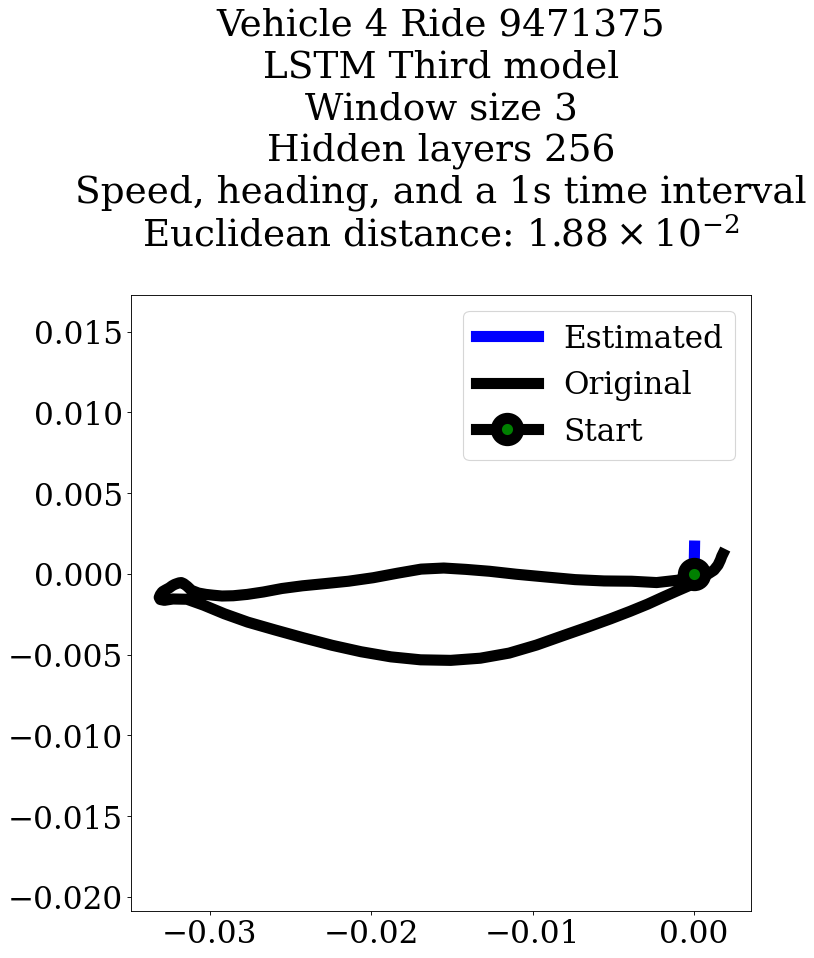 Vehicle 4 Ride 9471375
LSTM Third model
Window size 3
Hidden layers 256
Speed, heading, and a 1s time interval
Euclidean distance: 1.88 × 10⁻²
Estimated
Original
Start
0.015
0.010
0.005
0.000
−0.005
−0.010
−0.015
−0.020
−0.03 −0.02 −0.01 0.00